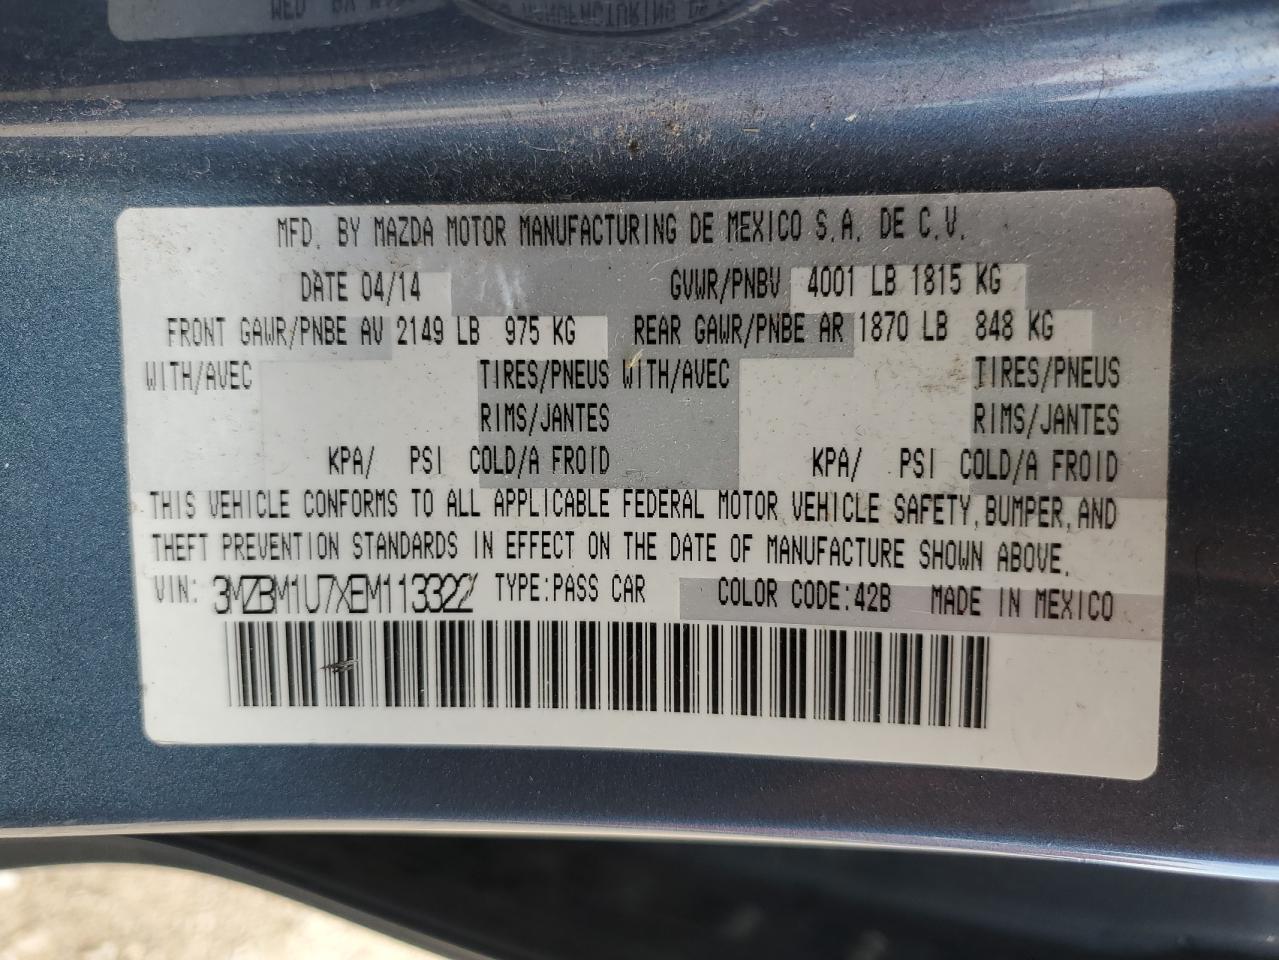 MFD. BY MAZDA MOTOR MANUFACTURING DE MEXICO S.A. DE C.V.
DATE 04/14 GVWR/PNBV 4001 LB 1815 KG
FRONT GAWR/PNBE AV 2149 LB 975 KG REAR GAWR/PNBE AR 1870 LB 848 KG
WITH/AVEC TIRES/PNEUS WITH/AVEC TIRES/PNEUS
RIMS/JANTES RIMS/JANTES
KPA/ PSI COLD/A FROID KPA/ PSI COLD/A FROID
THIS VEHICLE CONFORMS TO ALL APPLICABLE FEDERAL MOTOR VEHICLE SAFETY, BUMPER, AND
THEFT PREVENTION STANDARDS IN EFFECT ON THE DATE OF MANUFACTURE SHOWN ABOVE.
VIN: 3MZBM1U7XEM113322 TYPE:PASS CAR COLOR CODE:42B MADE IN MEXICO